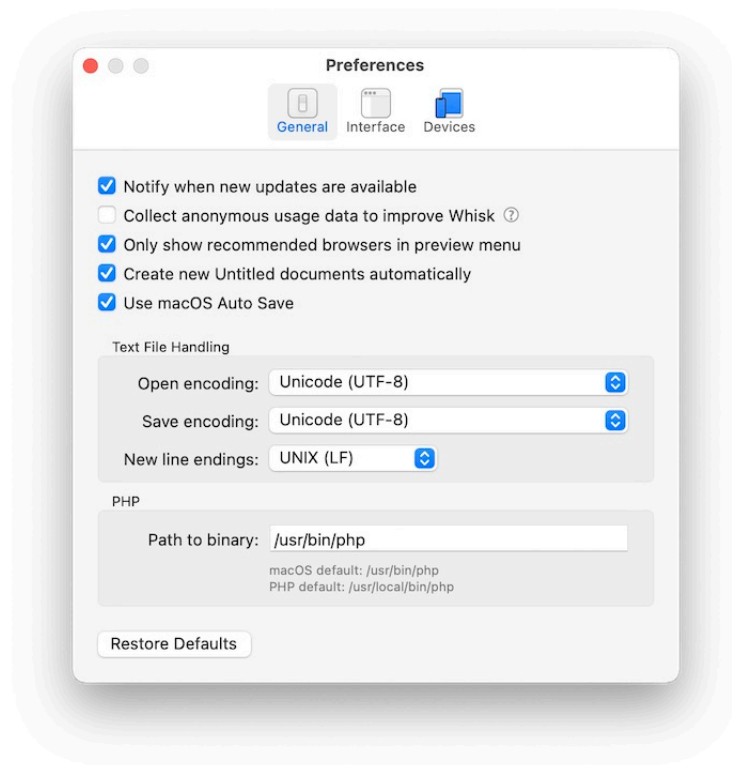 Preferences
General Interface Devices
Notify when new updates are available
Collect anonymous usage data to improve Whisk ?
Only show recommended browsers in preview menu
Create new Untitled documents automatically
Use macOS Auto Save
Text File Handling
Open encoding: Unicode (UTF-8)
Save encoding: Unicode (UTF-8)
New line endings: UNIX (LF)
PHP
Path to binary: /usr/bin/php
macOS default: /usr/bin/php
PHP default: /usr/local/bin/php
Restore Defaults